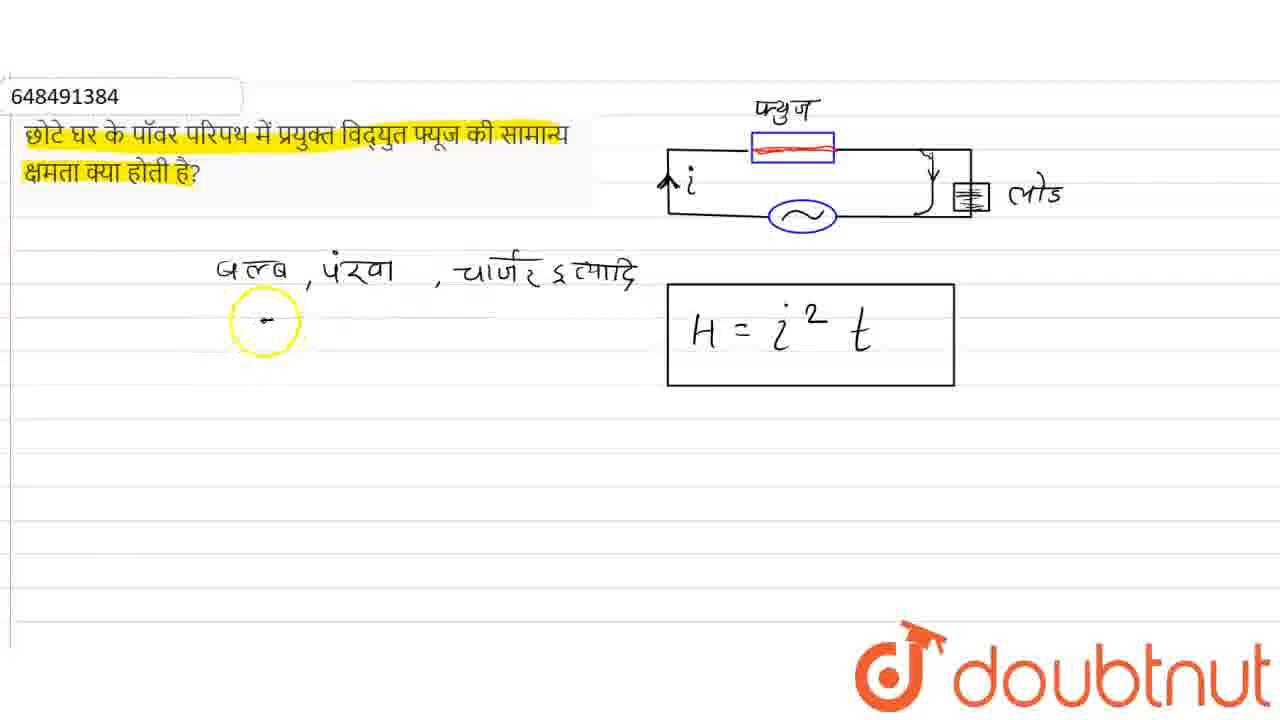 648491384
छोटे घर के पॉवर परिपथ में प्रयुक्त विद्युत फ्यूज की सामान्य
क्षमता क्या होती है?
फ्युज
i
लोड
बल्ब, पंखा, चार्जर इत्यादि
H = i² t
doubtnut